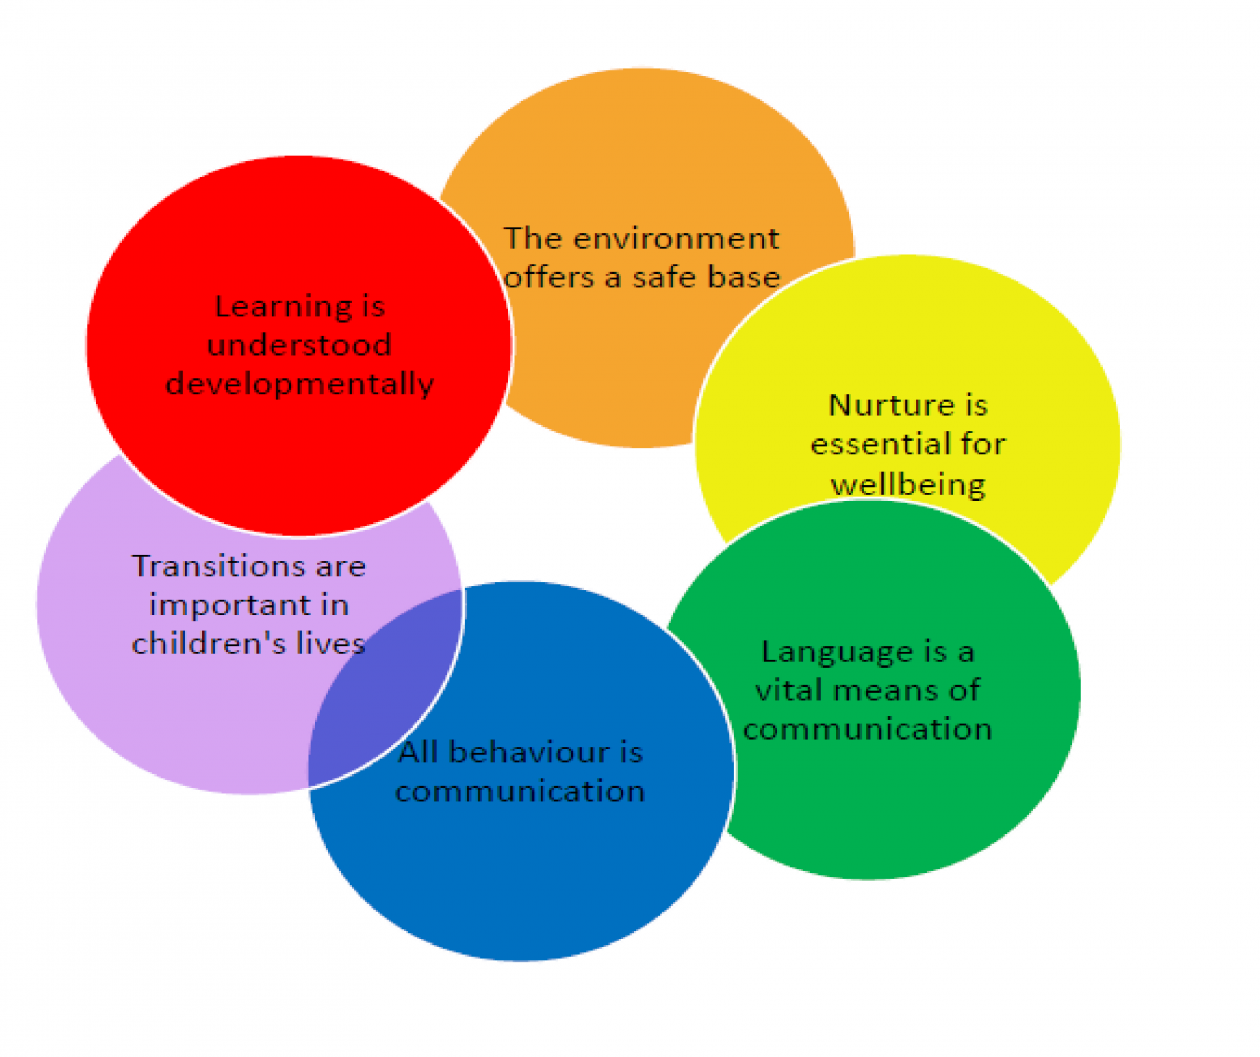 The environment
offers a safe base
Nurture is
essential for
wellbeing
Language is a
vital means of
communication
All behaviour is
communication
Transitions are
important in
children's lives
Learning is
understood
developmentally